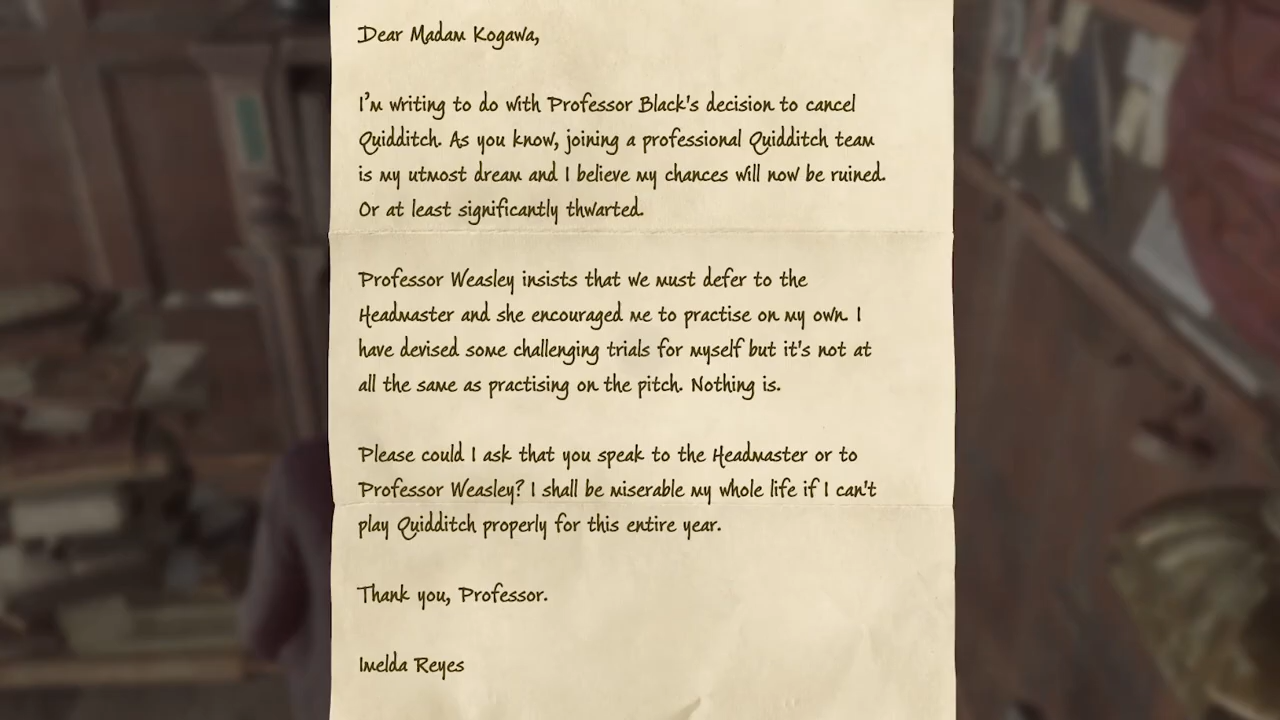 Dear Madam Kogawa,
I'm writing to do with Professor Black's decision to cancel
Quidditch. As you know, joining a professional Quidditch team
is my utmost dream and I believe my chances will now be ruined.
Or at least significantly thwarted.
Professor Weasley insists that we must defer to the
Headmaster and she encouraged me to practise on my own. I
have devised some challenging trials for myself but it's not at
all the same as practising on the pitch. Nothing is.
Please could I ask that you speak to the Headmaster or to
Professor Weasley? I shall be miserable my whole life if I can't
play Quidditch properly for this entire year.
Thank you, Professor.
Imelda Reyes